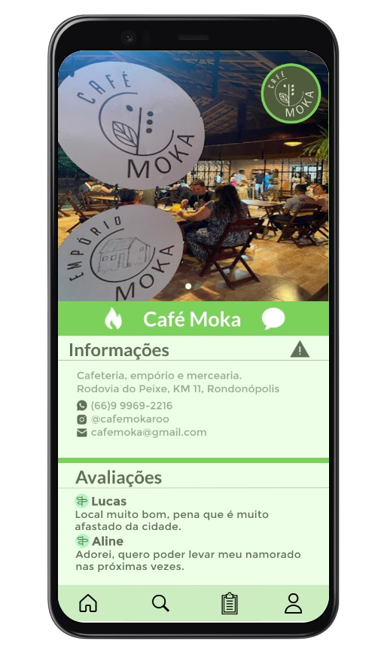 CAFÉ
MOKA
CAFÉ
MOKA
EMPÓRIO
MOKA
Café Moka
Informações
Cafeteria, empório e mercearia.
Rodovia do Peixe, KM 11, Rondonópolis
(66)9 9969-2216
@cafemokaroo
cafemoka@gmail.com
Avaliações
Lucas
Local muito bom, pena que é muito
afastado da cidade.
Aline
Adorei, quero poder levar meu namorado
nas próximas vezes.